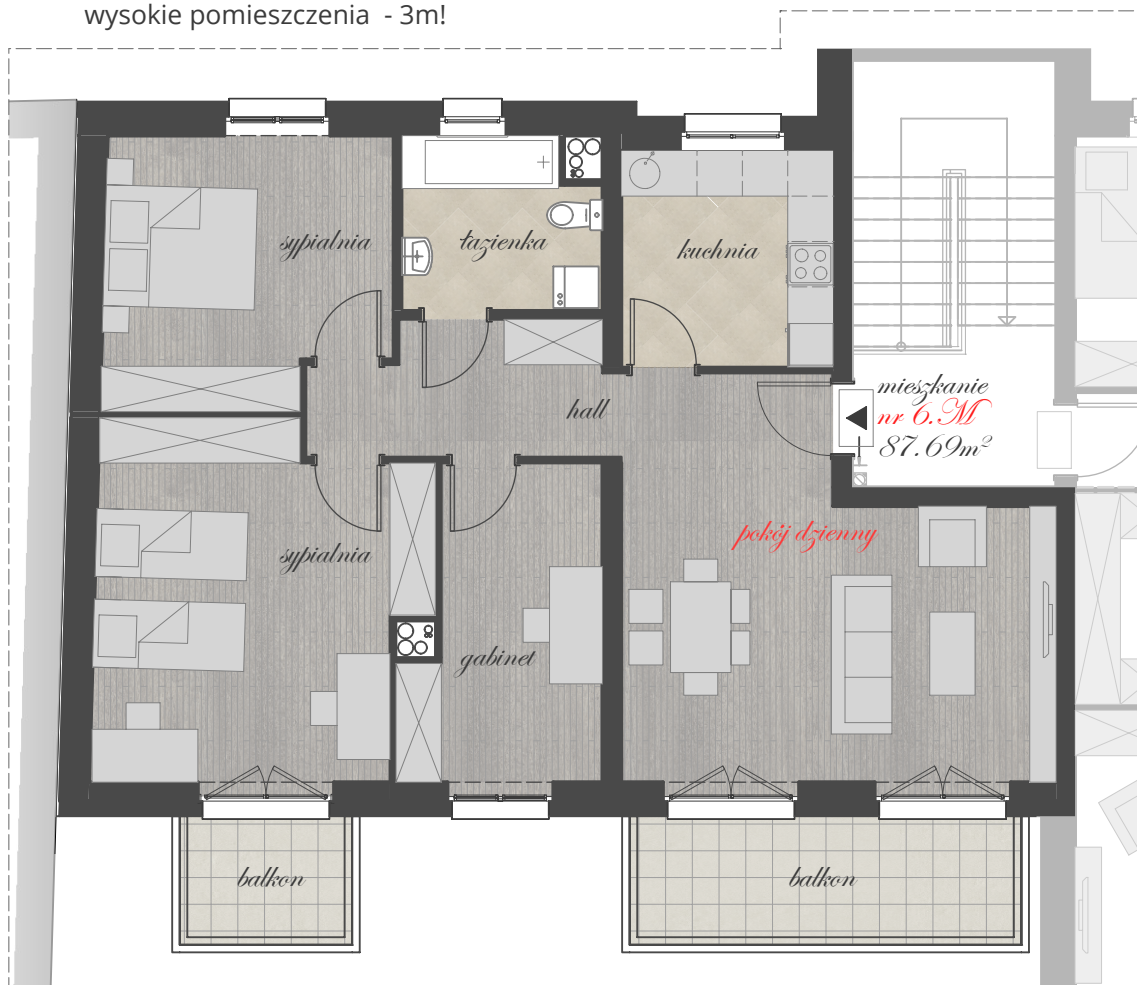 wysokie pomieszczenia - 3m!
sypialnia
łazienka
kuchnia
mieszkanie
nr 6.M
87.69m²
hall
pokój dzienny
sypialnia
gabinet
balkon
balkon